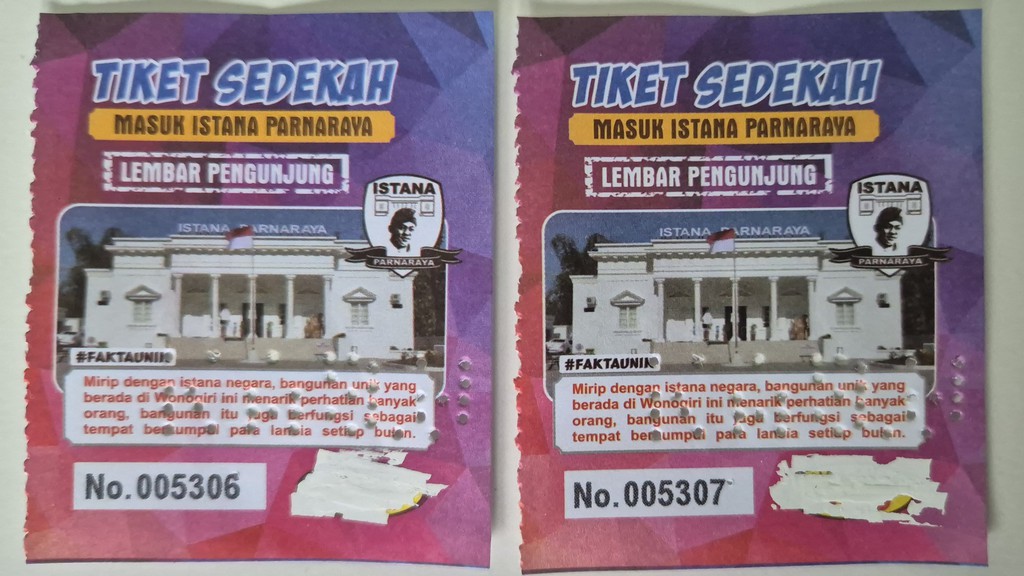 TIKET SEDEKAH
MASUK ISTANA PARNARAYA
LEMBAR PENGUNJUNG
ISTANA
PARNARAYA
ISTANA PARNARAYA
#FAKTAUNIK
Mirip dengan istana negara, bangunan unik yang
berada di Wonogiri ini menarik perhatian banyak
orang, bangunan itu juga berfungsi sebagai
tempat berkumpul para lansia setiap bulan.
No. 005306
TIKET SEDEKAH
MASUK ISTANA PARNARAYA
LEMBAR PENGUNJUNG
ISTANA
PARNARAYA
ISTANA PARNARAYA
#FAKTAUNIK
Mirip dengan istana negara, bangunan unik yang
berada di Wonogiri ini menarik perhatian banyak
orang, bangunan itu juga berfungsi sebagai
tempat berkumpul para lansia setiap bulan.
No. 005307